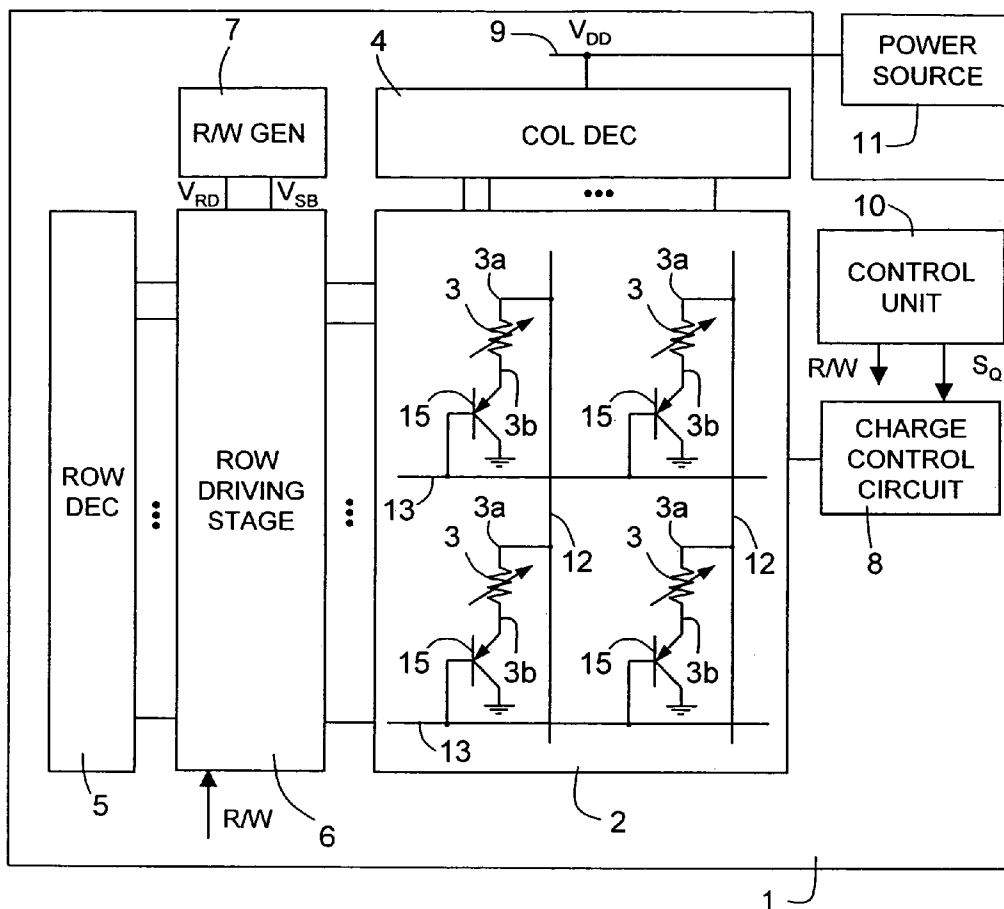 7
4
9
V_DD
POWER
SOURCE
11
R/W GEN
COL DEC
V_RD
V_SB
•••
10
CONTROL
UNIT
R/W
S_Q
CHARGE
CONTROL
CIRCUIT
8
3a
3a
3
3
15
3b
15
3b
13
ROW
DEC
•••
ROW
DRIVING
STAGE
•••
3a
3a
12
12
3
3
15
3b
15
3b
13
5
R/W
6
2
1